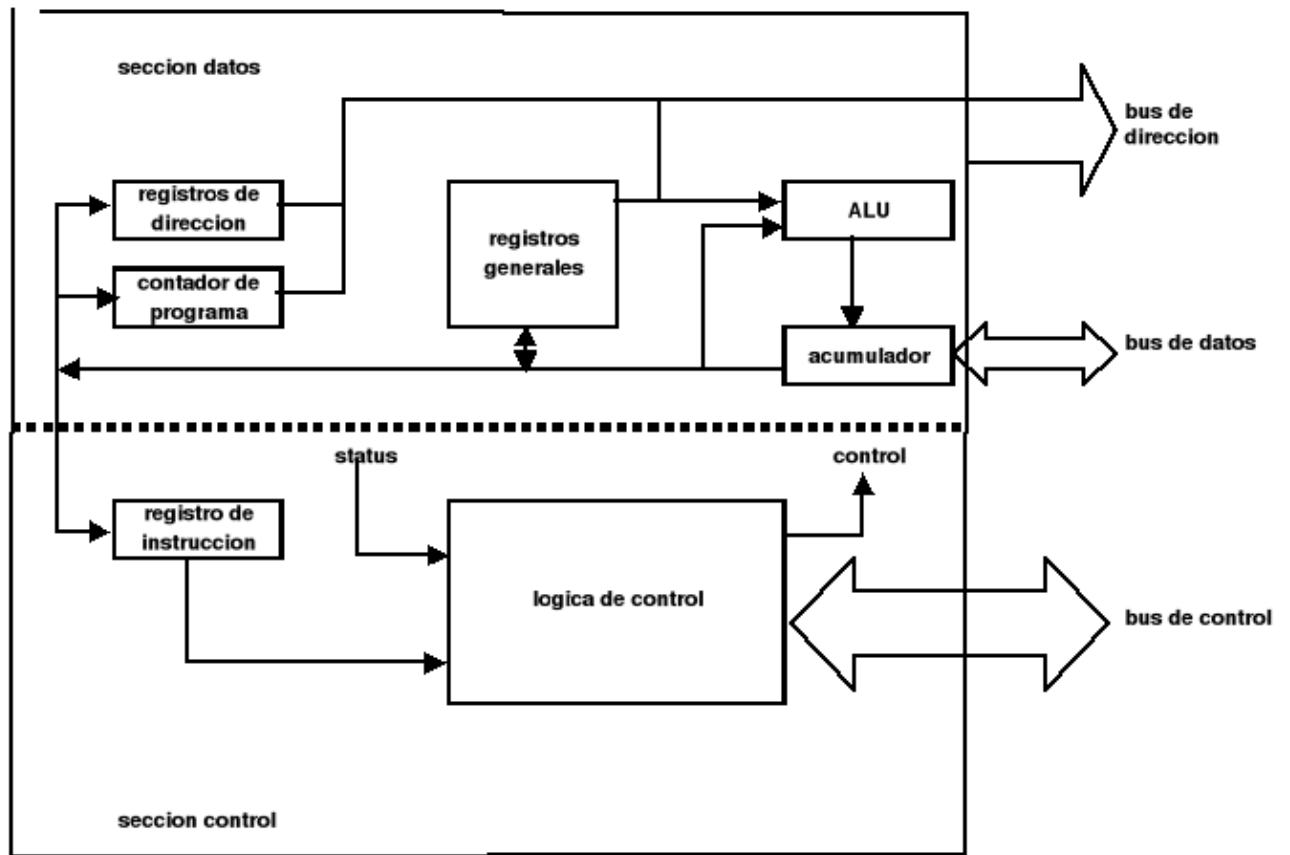 seccion datos
bus de
direccion
registros de
direccion
ALU
registros
generales
contador de
programa
acumulador
bus de datos
status
control
registro de
instruccion
logica de control
bus de control
seccion control